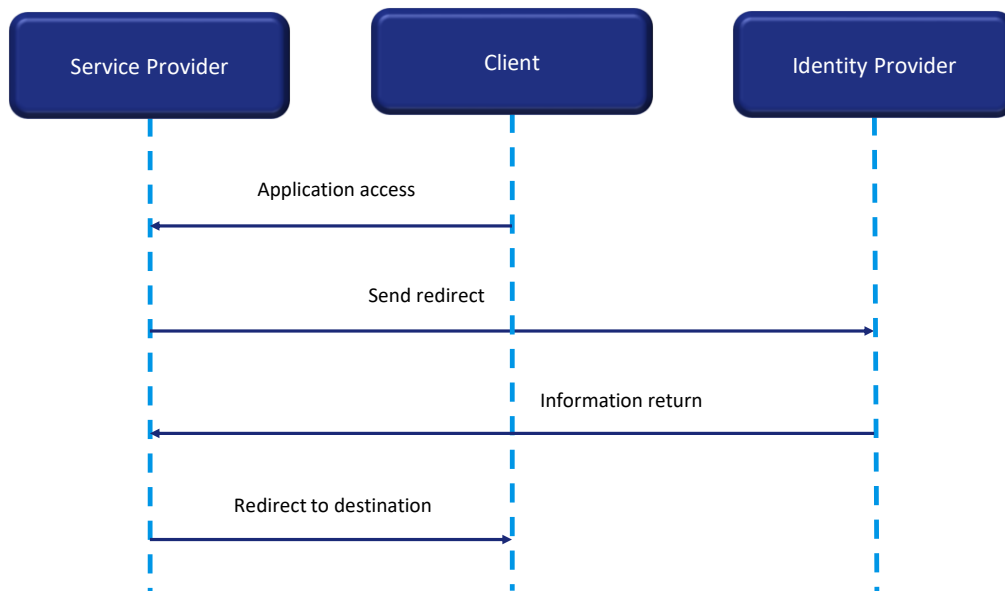 Service Provider
Client
Identity Provider
Application access
Send redirect
Information return
Redirect to destination